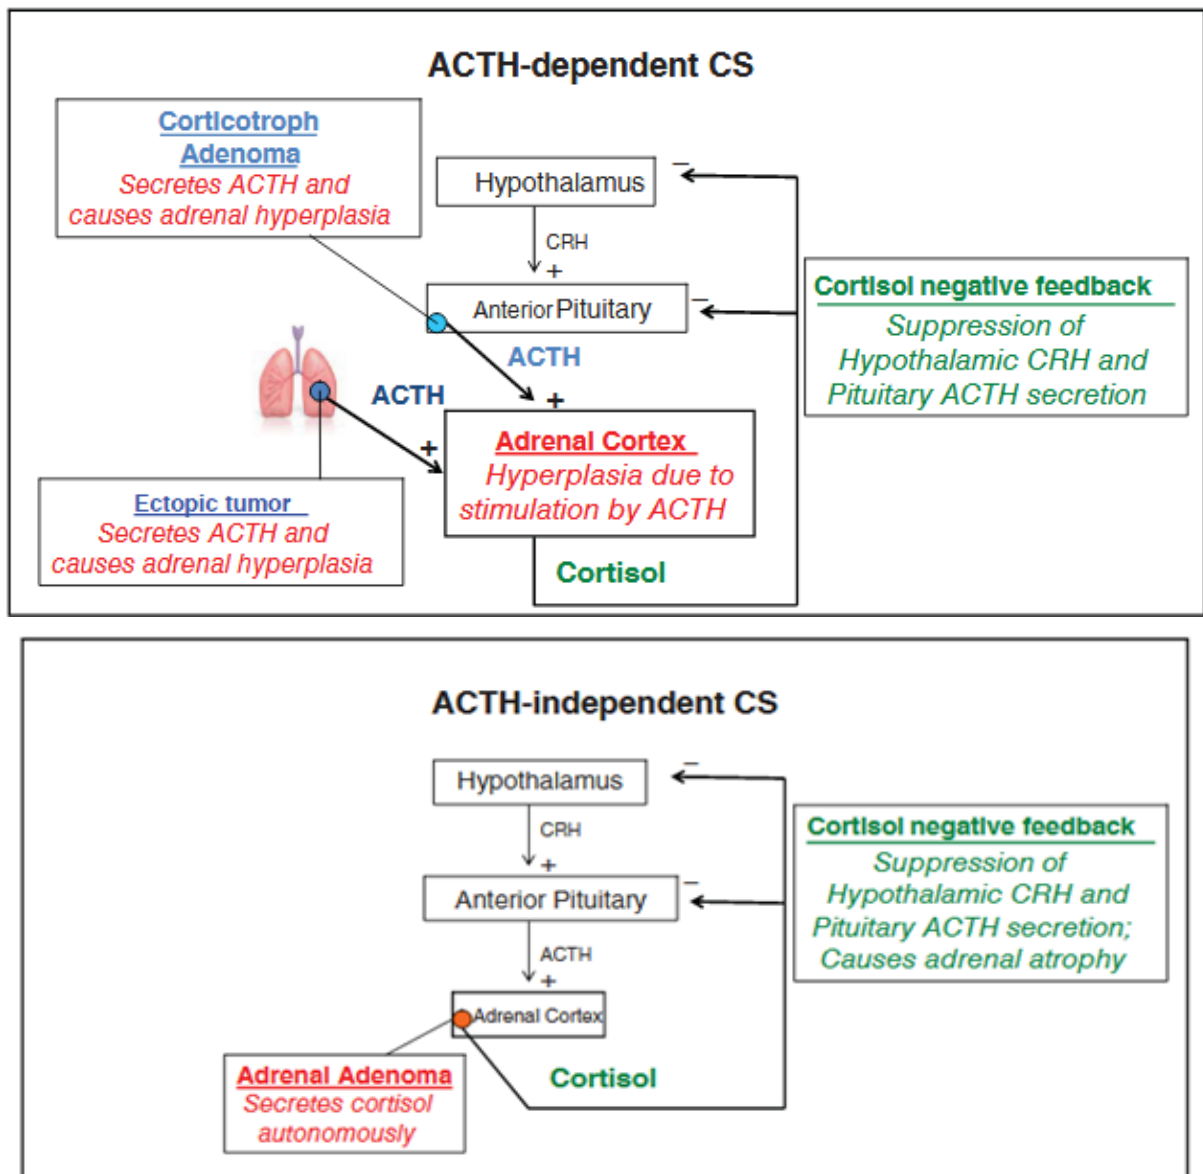 ACTH-dependent CS
Corticotroph
Adenoma
Secretes ACTH and
causes adrenal hyperplasia
Hypothalamus
−
CRH
+
Anterior Pituitary
−
Cortisol negative feedback
Suppression of
Hypothalamic CRH and
Pituitary ACTH secretion
ACTH
ACTH
+
+
Adrenal Cortex
Hyperplasia due to
stimulation by ACTH
Ectopic tumor
Secretes ACTH and
causes adrenal hyperplasia
Cortisol
ACTH-independent CS
Hypothalamus
−
CRH
+
Anterior Pituitary
−
Cortisol negative feedback
Suppression of
Hypothalamic CRH and
Pituitary ACTH secretion;
Causes adrenal atrophy
ACTH
+
Adrenal Cortex
Adrenal Adenoma
Secretes cortisol
autonomously
Cortisol